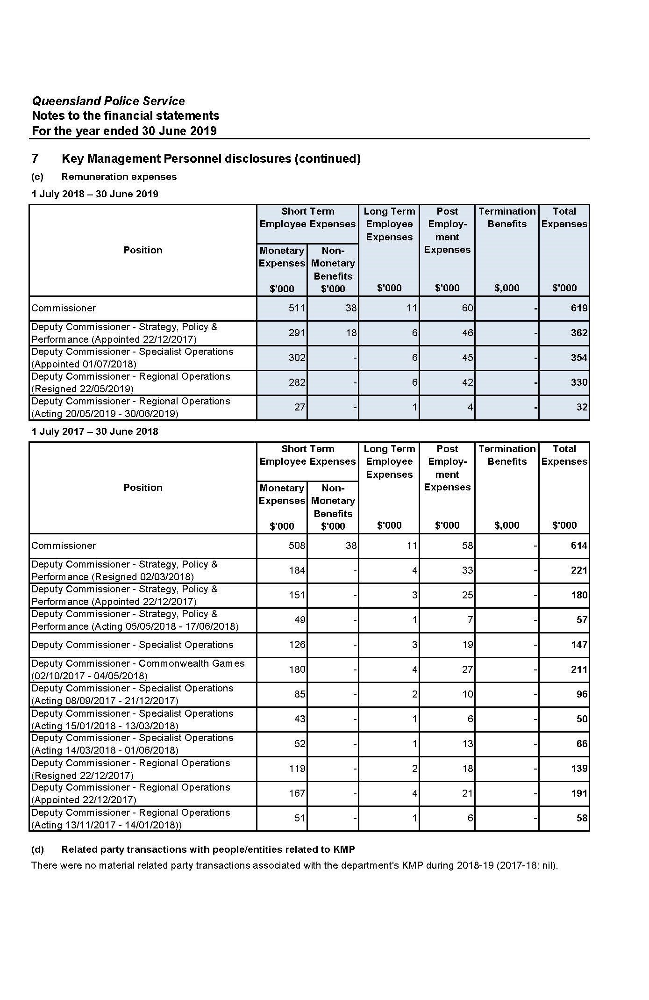 Queensland Police Service
Notes to the financial statements
For the year ended 30 June 2019
7 Key Management Personnel disclosures (continued)
(c) Remuneration expenses
1 July 2018 – 30 June 2019
Position
Short Term Employee Expenses
Monetary Expenses $'000
Non-Monetary Benefits $'000
Long Term Employee Expenses $'000
Post Employ-ment Expenses $'000
Termination Benefits $,000
Total Expenses $'000
Commissioner 511 38 11 60 - 619
Deputy Commissioner - Strategy, Policy &
Performance (Appointed 22/12/2017) 291 18 6 46 - 362
Deputy Commissioner - Specialist Operations
(Appointed 01/07/2018) 302 - 6 45 - 354
Deputy Commissioner - Regional Operations
(Resigned 22/05/2019) 282 - 6 42 - 330
Deputy Commissioner - Regional Operations
(Acting 20/05/2019 - 30/06/2019) 27 - 1 4 - 32
1 July 2017 – 30 June 2018
Position
Short Term Employee Expenses
Monetary Expenses $'000
Non-Monetary Benefits $'000
Long Term Employee Expenses $'000
Post Employ-ment Expenses $'000
Termination Benefits $,000
Total Expenses $'000
Commissioner 508 38 11 58 - 614
Deputy Commissioner - Strategy, Policy &
Performance (Resigned 02/03/2018) 184 - 4 33 - 221
Deputy Commissioner - Strategy, Policy &
Performance (Appointed 22/12/2017) 151 - 3 25 - 180
Deputy Commissioner - Strategy, Policy &
Performance (Acting 05/05/2018 - 17/06/2018) 49 - 1 7 - 57
Deputy Commissioner - Specialist Operations 126 - 3 19 - 147
Deputy Commissioner - Commonwealth Games
(02/10/2017 - 04/05/2018) 180 - 4 27 - 211
Deputy Commissioner - Specialist Operations
(Acting 08/09/2017 - 21/12/2017) 85 - 2 10 - 96
Deputy Commissioner - Specialist Operations
(Acting 15/01/2018 - 13/03/2018) 43 - 1 6 - 50
Deputy Commissioner - Specialist Operations
(Acting 14/03/2018 - 01/06/2018) 52 - 1 13 - 66
Deputy Commissioner - Regional Operations
(Resigned 22/12/2017) 119 - 2 18 - 139
Deputy Commissioner - Regional Operations
(Appointed 22/12/2017) 167 - 4 21 - 191
Deputy Commissioner - Regional Operations
(Acting 13/11/2017 - 14/01/2018)) 51 - 1 6 - 58
(d) Related party transactions with people/entities related to KMP
There were no material related party transactions associated with the department's KMP during 2018-19 (2017-18: nil).